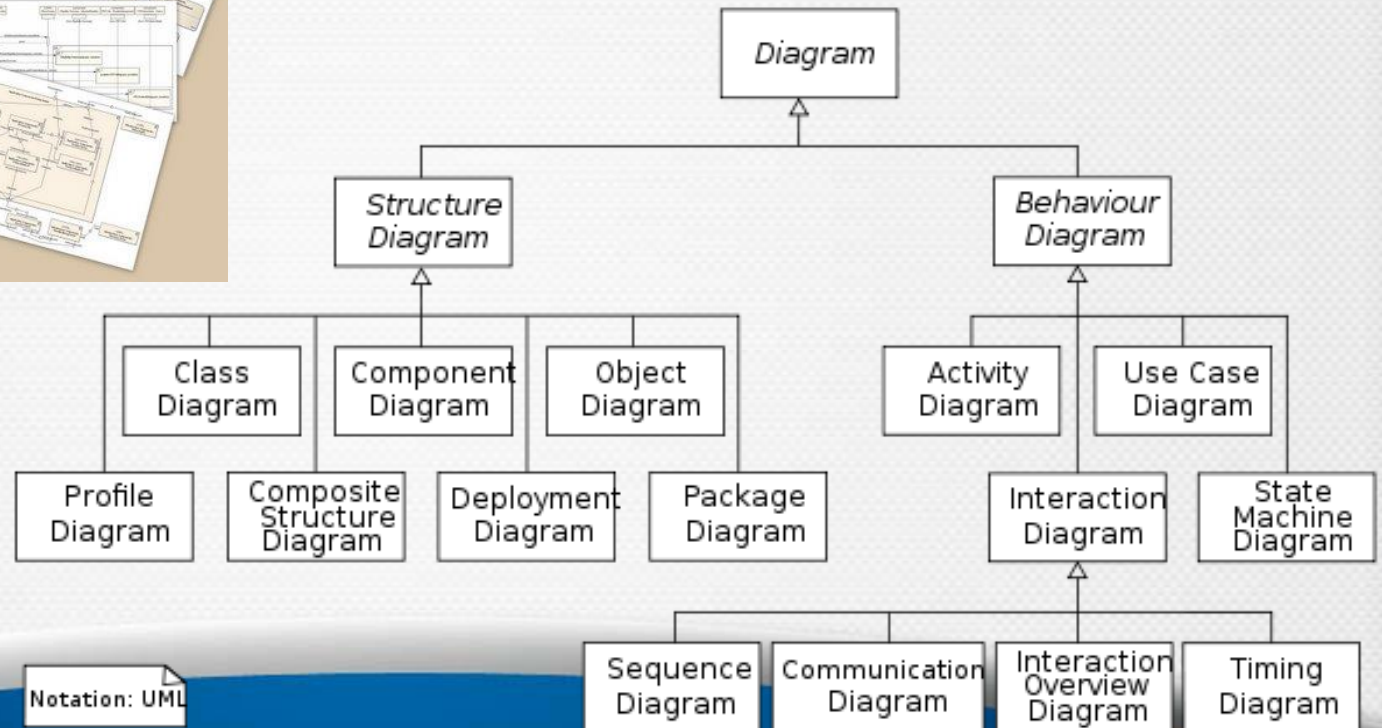 Diagram
Structure
Diagram
Behaviour
Diagram
Class
Diagram
Component
Diagram
Object
Diagram
Activity
Diagram
Use Case
Diagram
Profile
Diagram
Composite
Structure
Diagram
Deployment
Diagram
Package
Diagram
Interaction
Diagram
State
Machine
Diagram
Sequence
Diagram
Communication
Diagram
Interaction
Overview
Diagram
Timing
Diagram
Notation: UML